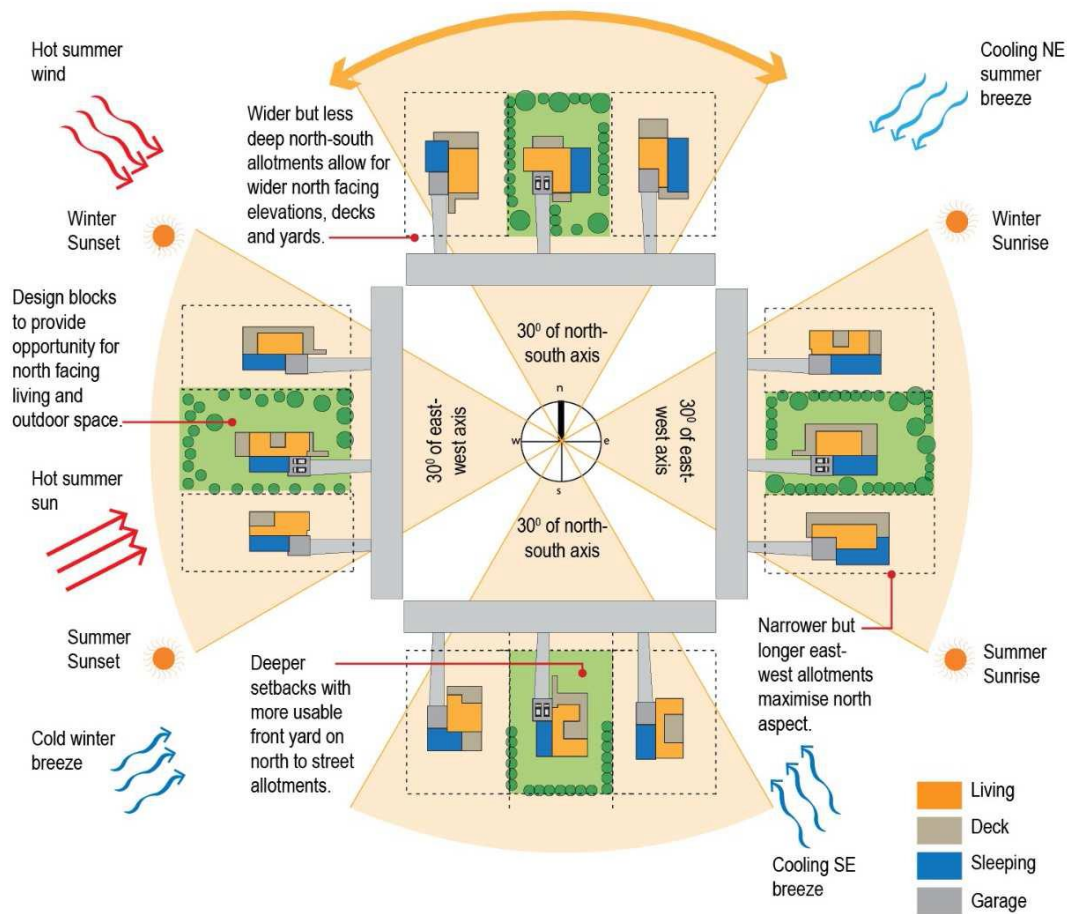 Hot summer
wind
Cooling NE
summer
breeze
Wider but less
deep north-south
allotments allow for
wider north facing
elevations, decks
and yards.
Winter
Sunset
Winter
Sunrise
Design blocks
to provide
opportunity for
north facing
living and
outdoor space.
30⁰ of north-
south axis
n
w
e
s
30⁰ of east-
west axis
30⁰ of east-
west axis
30⁰ of north-
south axis
Hot summer
sun
Summer
Sunset
Deeper
setbacks with
more usable
front yard on
north to street
allotments.
Narrower but
longer east-
west allotments
maximise north
aspect.
Summer
Sunrise
Cold winter
breeze
Cooling SE
breeze
Living
Deck
Sleeping
Garage